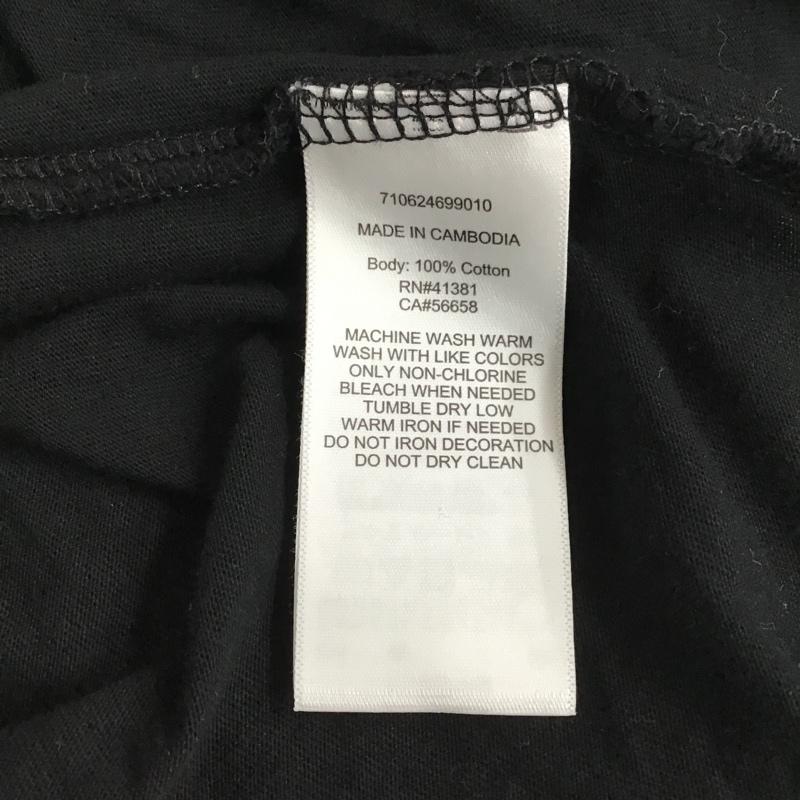 710624699010
MADE IN CAMBODIA
Body: 100% Cotton
RN#41381
CA#56658
MACHINE WASH WARM
WASH WITH LIKE COLORS
ONLY NON-CHLORINE
BLEACH WHEN NEEDED
TUMBLE DRY LOW
WARM IRON IF NEEDED
DO NOT IRON DECORATION
DO NOT DRY CLEAN